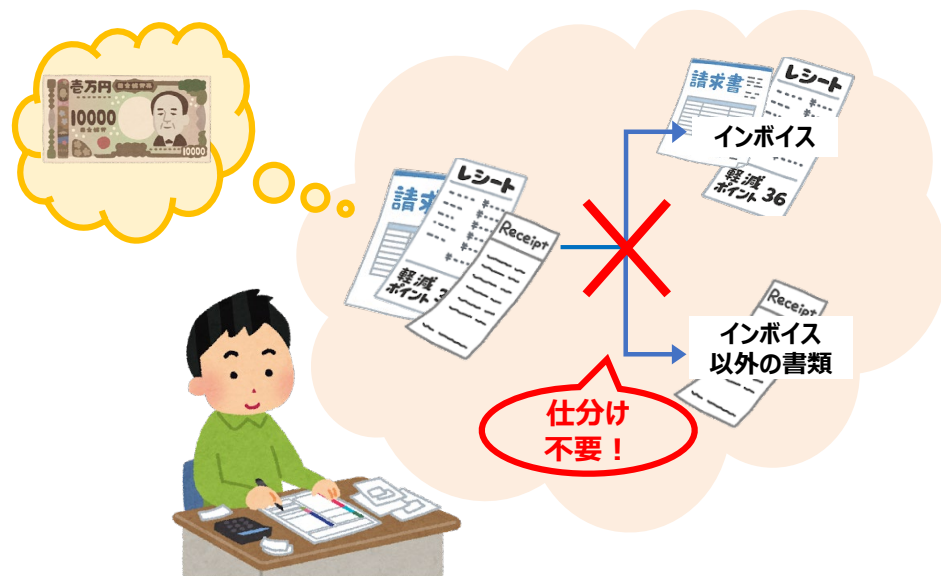 壱万円
10000
10000
請求書
レシート
軽減
ポイント 36
インボイス
請求
レシート
軽減
ポイント 3
Receipt
Receipt
インボイス
以外の書類
仕分け
不要！